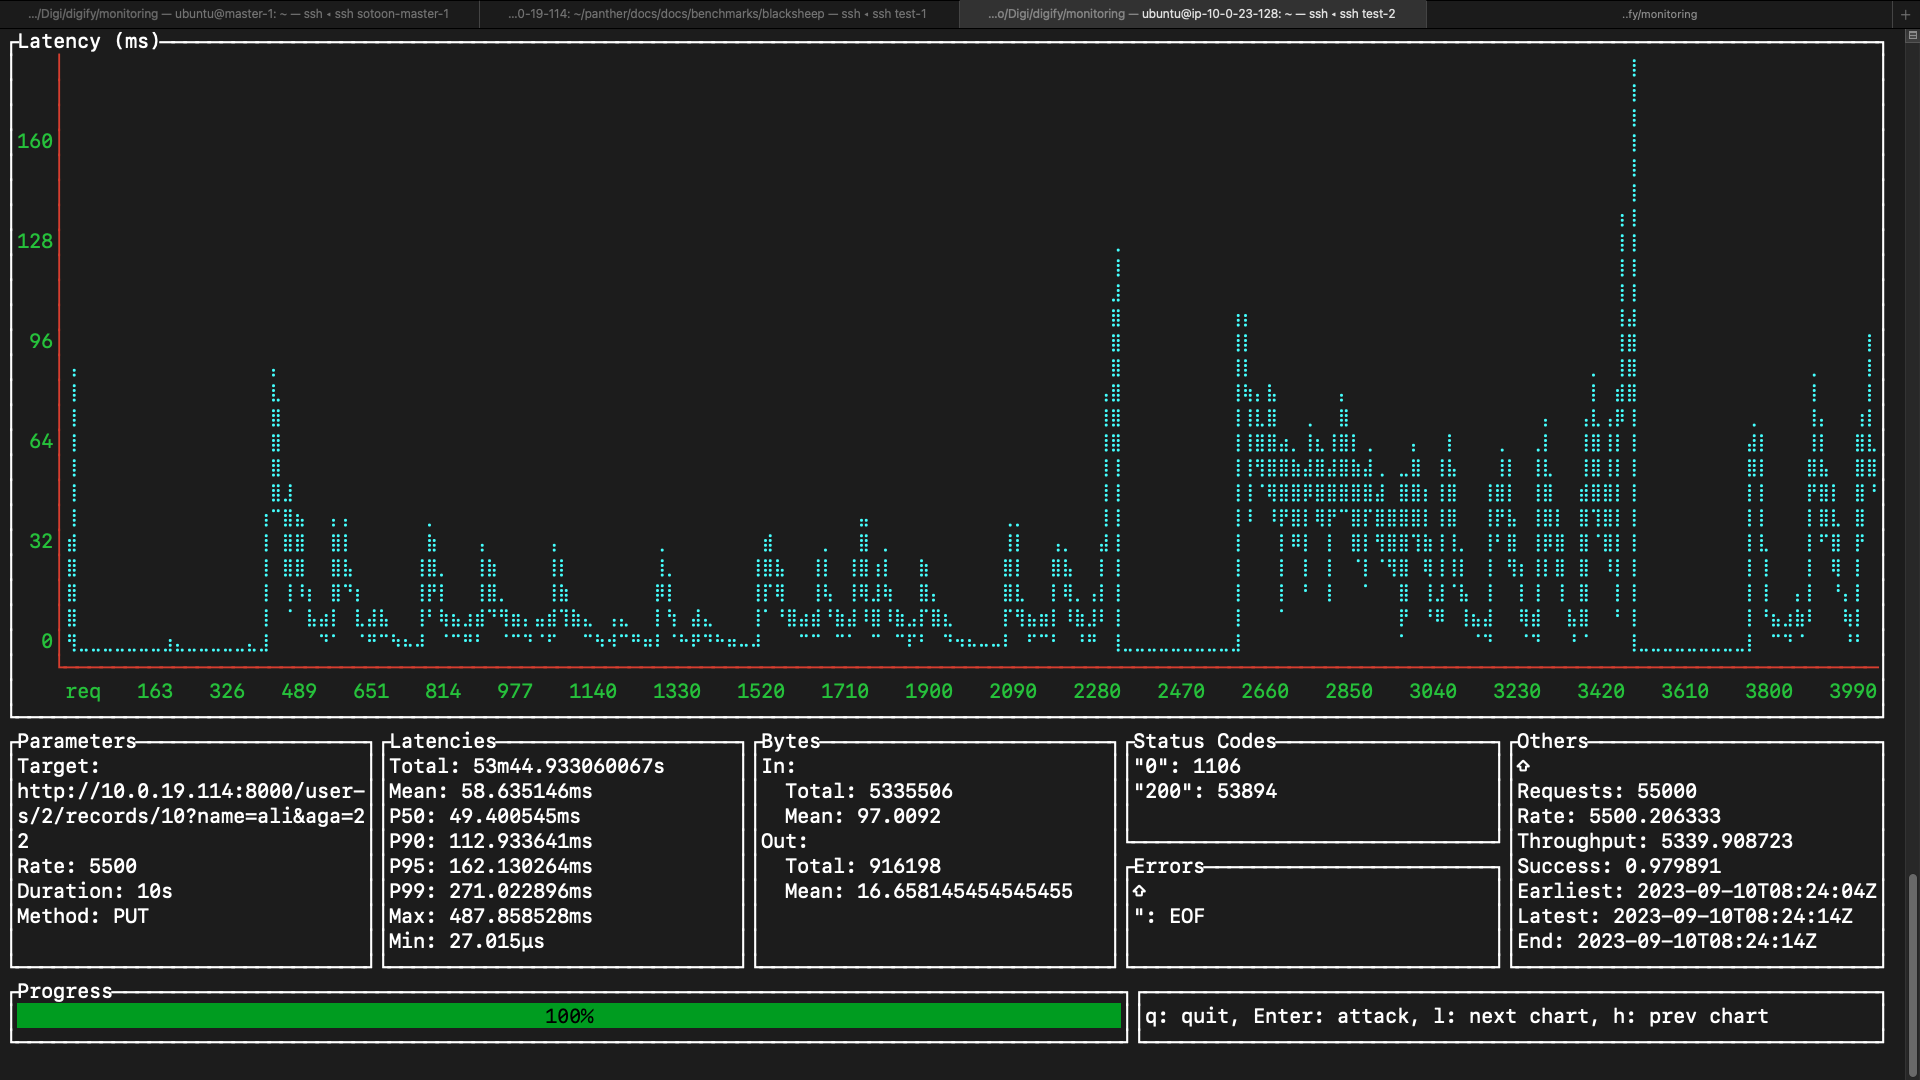 .../Digi/digify/monitoring — ubuntu@master-1: ~ — ssh ◂ ssh sotoon-master-1
...0-19-114: ~/panther/docs/docs/benchmarks/blacksheep — ssh ◂ ssh test-1
...o/Digi/digify/monitoring — ubuntu@ip-10-0-23-128: ~ — ssh ◂ ssh test-2
..fy/monitoring
+
Latency (ms)
160
128
96
64
32
0
req 163 326 489 651 814 977 1140 1330 1520 1710 1900 2090 2280 2470 2660 2850 3040 3230 3420 3610 3800 3990
Parameters
Target:
http://10.0.19.114:8000/user-
s/2/records/10?name=ali&aga=2
2
Rate: 5500
Duration: 10s
Method: PUT
Latencies
Total: 53m44.933060067s
Mean: 58.635146ms
P50: 49.400545ms
P90: 112.933641ms
P95: 162.130264ms
P99: 271.022896ms
Max: 487.858528ms
Min: 27.015µs
Bytes
In:
Total: 5335506
Mean: 97.0092
Out:
Total: 916198
Mean: 16.658145454545455
Status Codes
"0": 1106
"200": 53894
Errors
⇧
": EOF
Others
⇧
Requests: 55000
Rate: 5500.206333
Throughput: 5339.908723
Success: 0.979891
Earliest: 2023-09-10T08:24:04Z
Latest: 2023-09-10T08:24:14Z
End: 2023-09-10T08:24:14Z
Progress
100%
q: quit, Enter: attack, l: next chart, h: prev chart